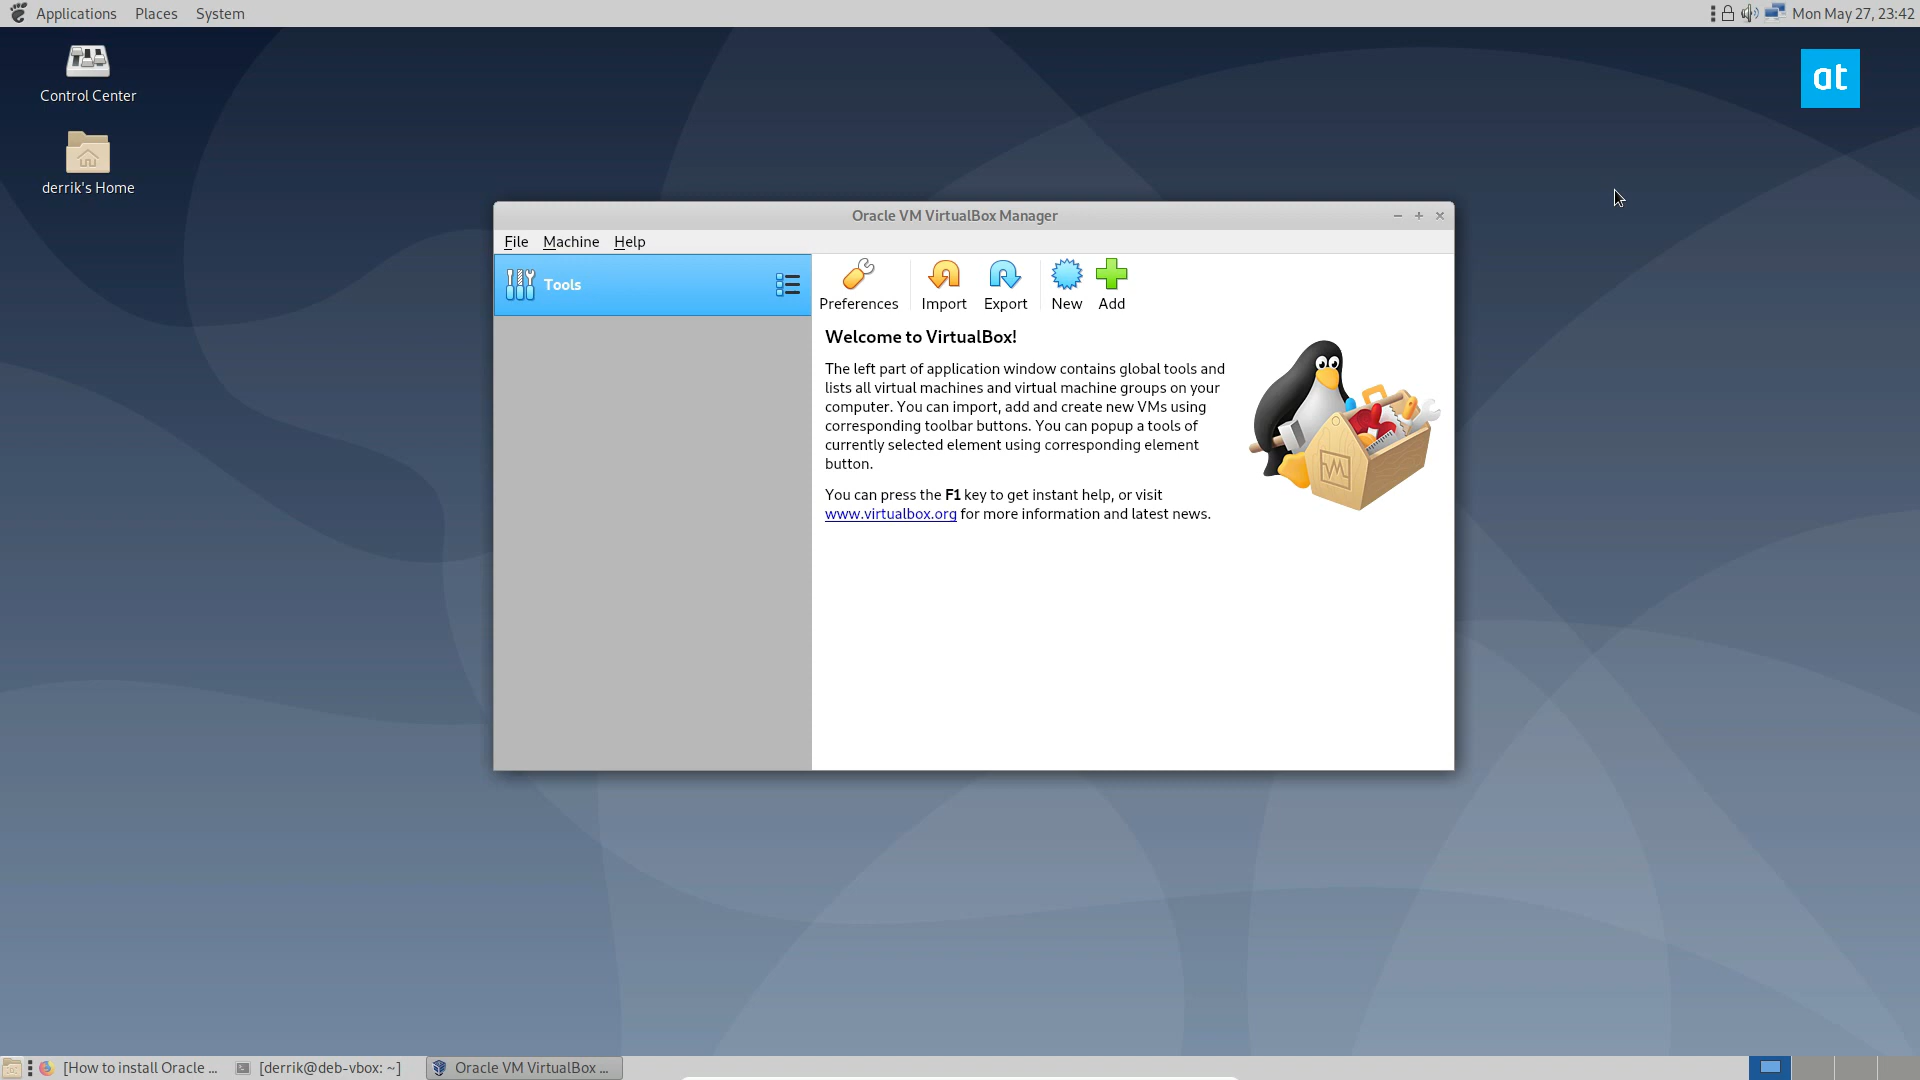 Applications Places System
Mon May 27, 23:42
Control Center
derrik's Home
at
Oracle VM VirtualBox Manager
File Machine Help
Tools
Preferences Import Export New Add
Welcome to VirtualBox!
The left part of application window contains global tools and
lists all virtual machines and virtual machine groups on your
computer. You can import, add and create new VMs using
corresponding toolbar buttons. You can popup a tools of
currently selected element using corresponding element
button.
You can press the F1 key to get instant help, or visit
www.virtualbox.org for more information and latest news.
[How to install Oracle ... [derrik@deb-vbox: ~] Oracle VM VirtualBox ...